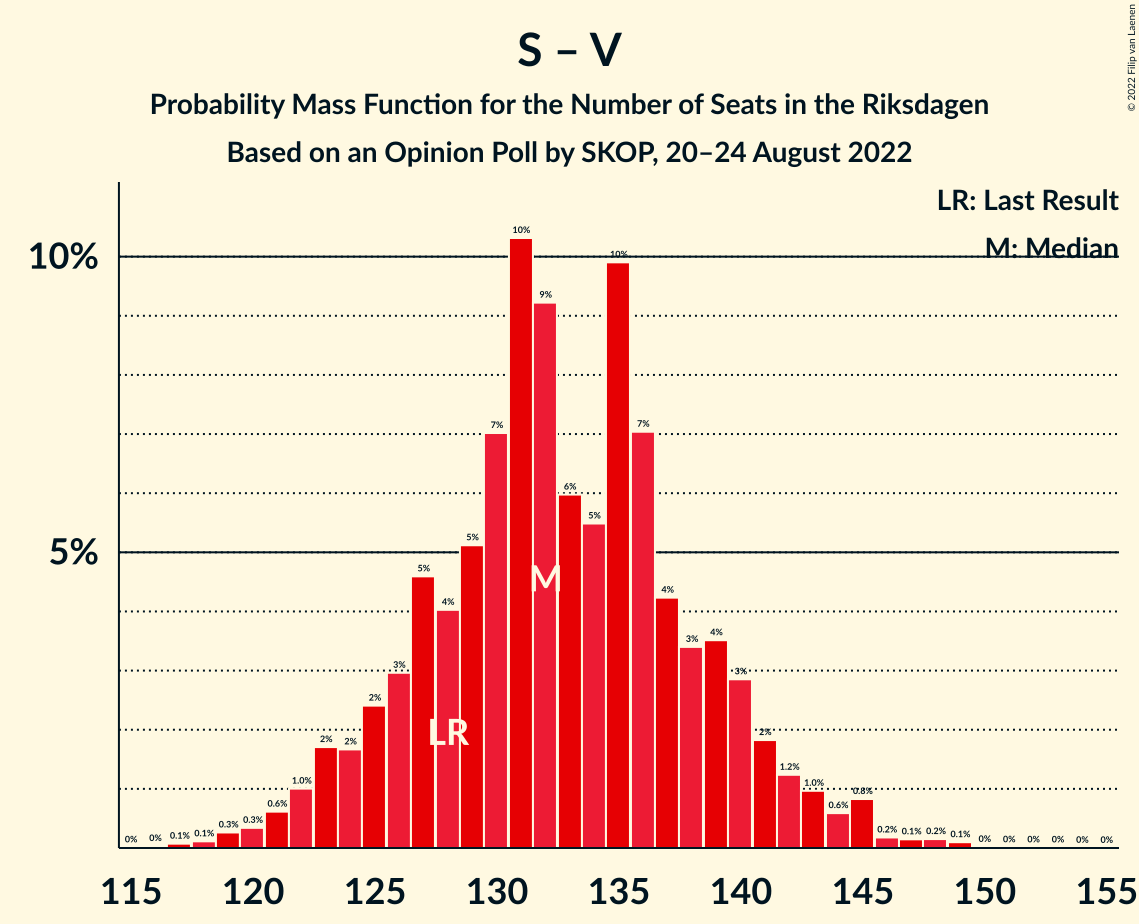 © 2022 Filip van Laenen
S – V
Probability Mass Function for the Number of Seats in the Riksdagen
Based on an Opinion Poll by SKOP, 20–24 August 2022
LR: Last Result
M: Median
10%
5%
0% 0% 0.1% 0.1% 0.3% 0.3% 0.6% 1.0% 2% 2% 2% 3% 5% 4% 5% 7% 10% 9% 6% 5% 10% 7% 4% 3% 4% 3% 2% 1.2% 1.0% 0.6% 0.8% 0.2% 0.1% 0.2% 0.1% 0% 0% 0% 0% 0% 0%
M
LR
115 120 125 130 135 140 145 150 155